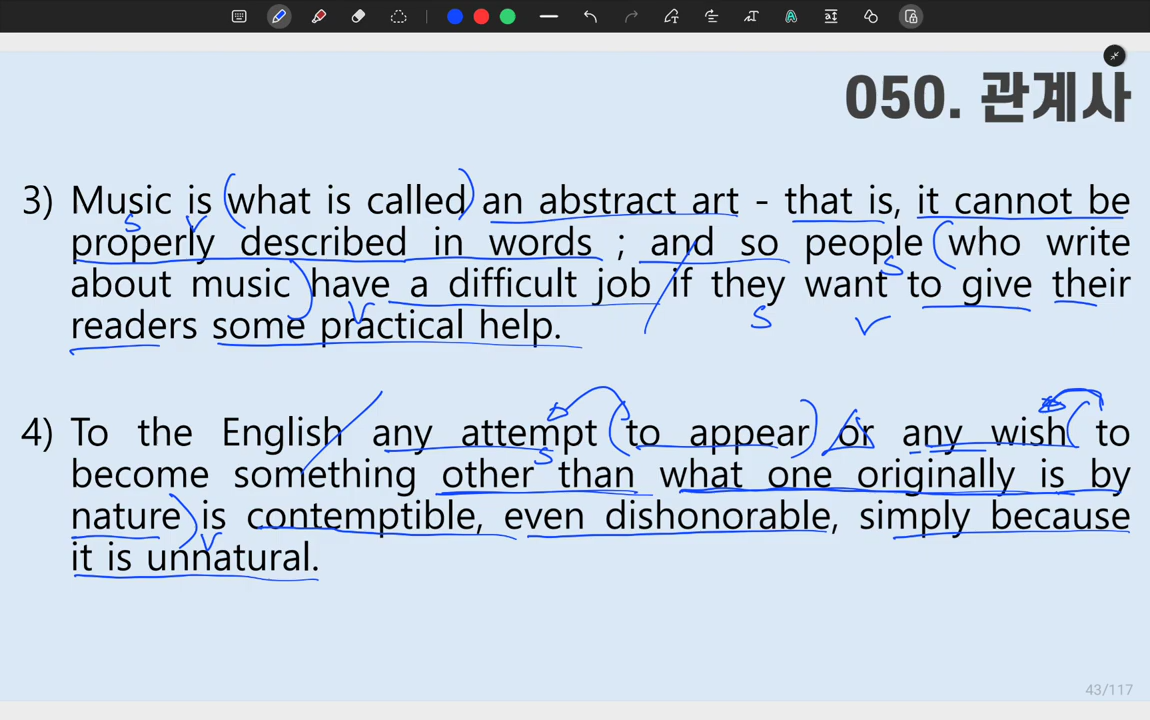 050. 관계사
3) Music is (what is called) an abstract art - that is, it cannot be
s v
properly described in words ; and so people (who write
s
about music) have a difficult job / if they want to give their
v s v
readers some practical help.
4) To the English / any attempt (to appear) or any wish (to
s
become something other than what one originally is by
nature) is contemptible, even dishonorable, simply because
v
it is unnatural.
43/117